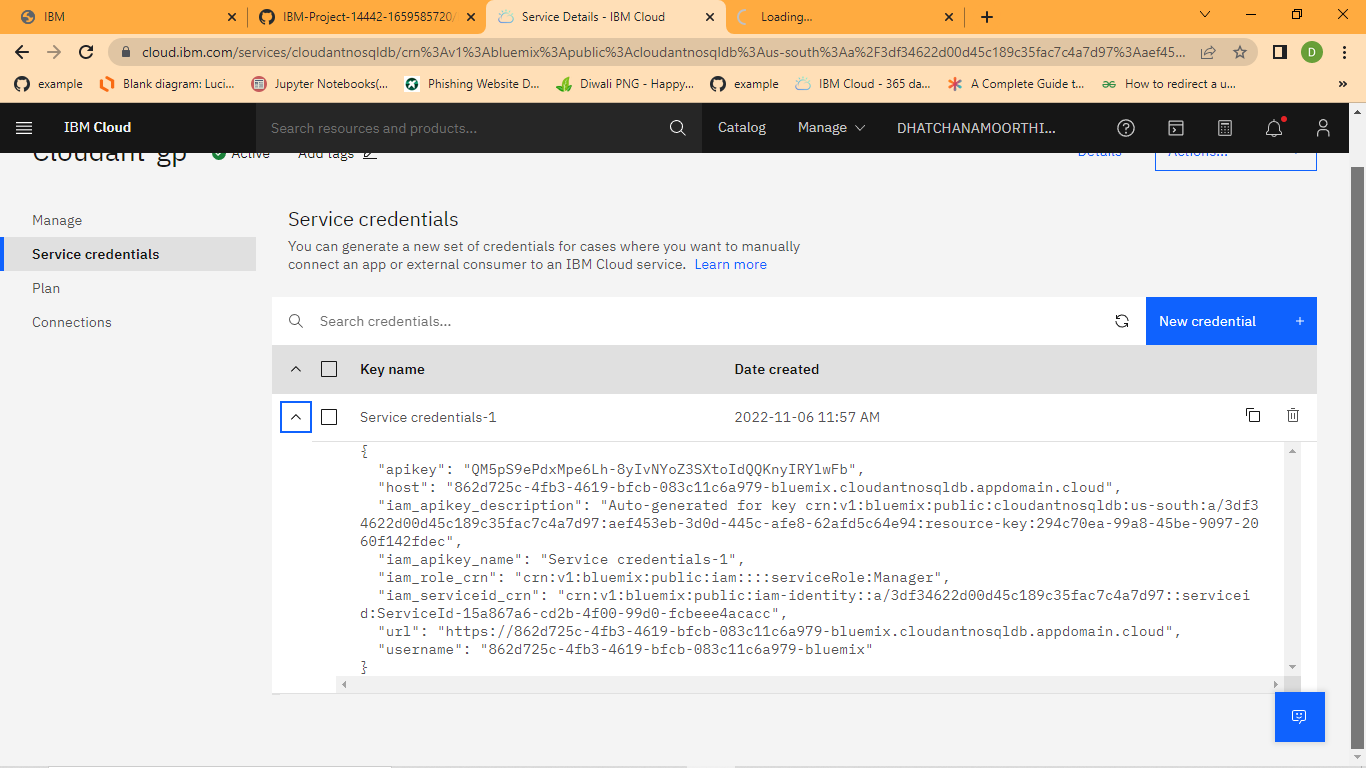 IBM
IBM-Project-14442-1659585720/
Service Details - IBM Cloud
Loading...
cloud.ibm.com/services/cloudantnosqldb/crn%3Av1%3Abluemix%3Apublic%3Acloudantnosqldb%3Aus-south%3Aa%2F3df34622d00d45c189c35fac7c4a7d97%3Aaef45...
D
example
Blank diagram: Luci...
Jupyter Notebooks(...
Phishing Website D...
Diwali PNG - Happy...
example
IBM Cloud - 365 da...
A Complete Guide t...
How to redirect a u...
IBM Cloud
Search resources and products...
Catalog
Manage
DHATCHANAMOORTHI...
Cloudant gp
Active
Add tags
Details
Actions...
Manage
Service credentials
Plan
Connections
Service credentials
You can generate a new set of credentials for cases where you want to manually
connect an app or external consumer to an IBM Cloud service. Learn more
Search credentials...
New credential +
Key name
Date created
Service credentials-1
2022-11-06 11:57 AM
{
"apikey": "QM5pS9ePdxMpe6Lh-8yIvNYoZ3SXtoIdQQKnyIRYlwFb",
"host": "862d725c-4fb3-4619-bfcb-083c11c6a979-bluemix.cloudantnosqldb.appdomain.cloud",
"iam_apikey_description": "Auto-generated for key crn:v1:bluemix:public:cloudantnosqldb:us-south:a/3df3
4622d00d45c189c35fac7c4a7d97:aef453eb-3d0d-445c-afe8-62afd5c64e94:resource-key:294c70ea-99a8-45be-9097-20
60f142fdec",
"iam_apikey_name": "Service credentials-1",
"iam_role_crn": "crn:v1:bluemix:public:iam::::serviceRole:Manager",
"iam_serviceid_crn": "crn:v1:bluemix:public:iam-identity::a/3df34622d00d45c189c35fac7c4a7d97::servicei
d:ServiceId-15a867a6-cd2b-4f00-99d0-fcbeee4acacc",
"url": "https://862d725c-4fb3-4619-bfcb-083c11c6a979-bluemix.cloudantnosqldb.appdomain.cloud",
"username": "862d725c-4fb3-4619-bfcb-083c11c6a979-bluemix"
}